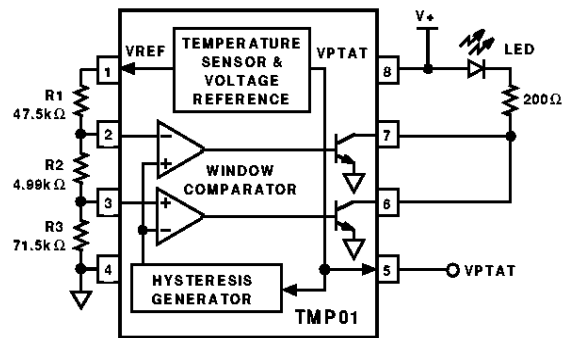 V+
LED
VREF
TEMPERATURE
SENSOR &
VOLTAGE
REFERENCE
VPTAT
1
8
R1
47.5kΩ
200Ω
2
7
−
+
R2
4.99kΩ
WINDOW
COMPARATOR
3
6
+
−
R3
71.5kΩ
4
5
VPTAT
HYSTERESIS
GENERATOR
TMP01